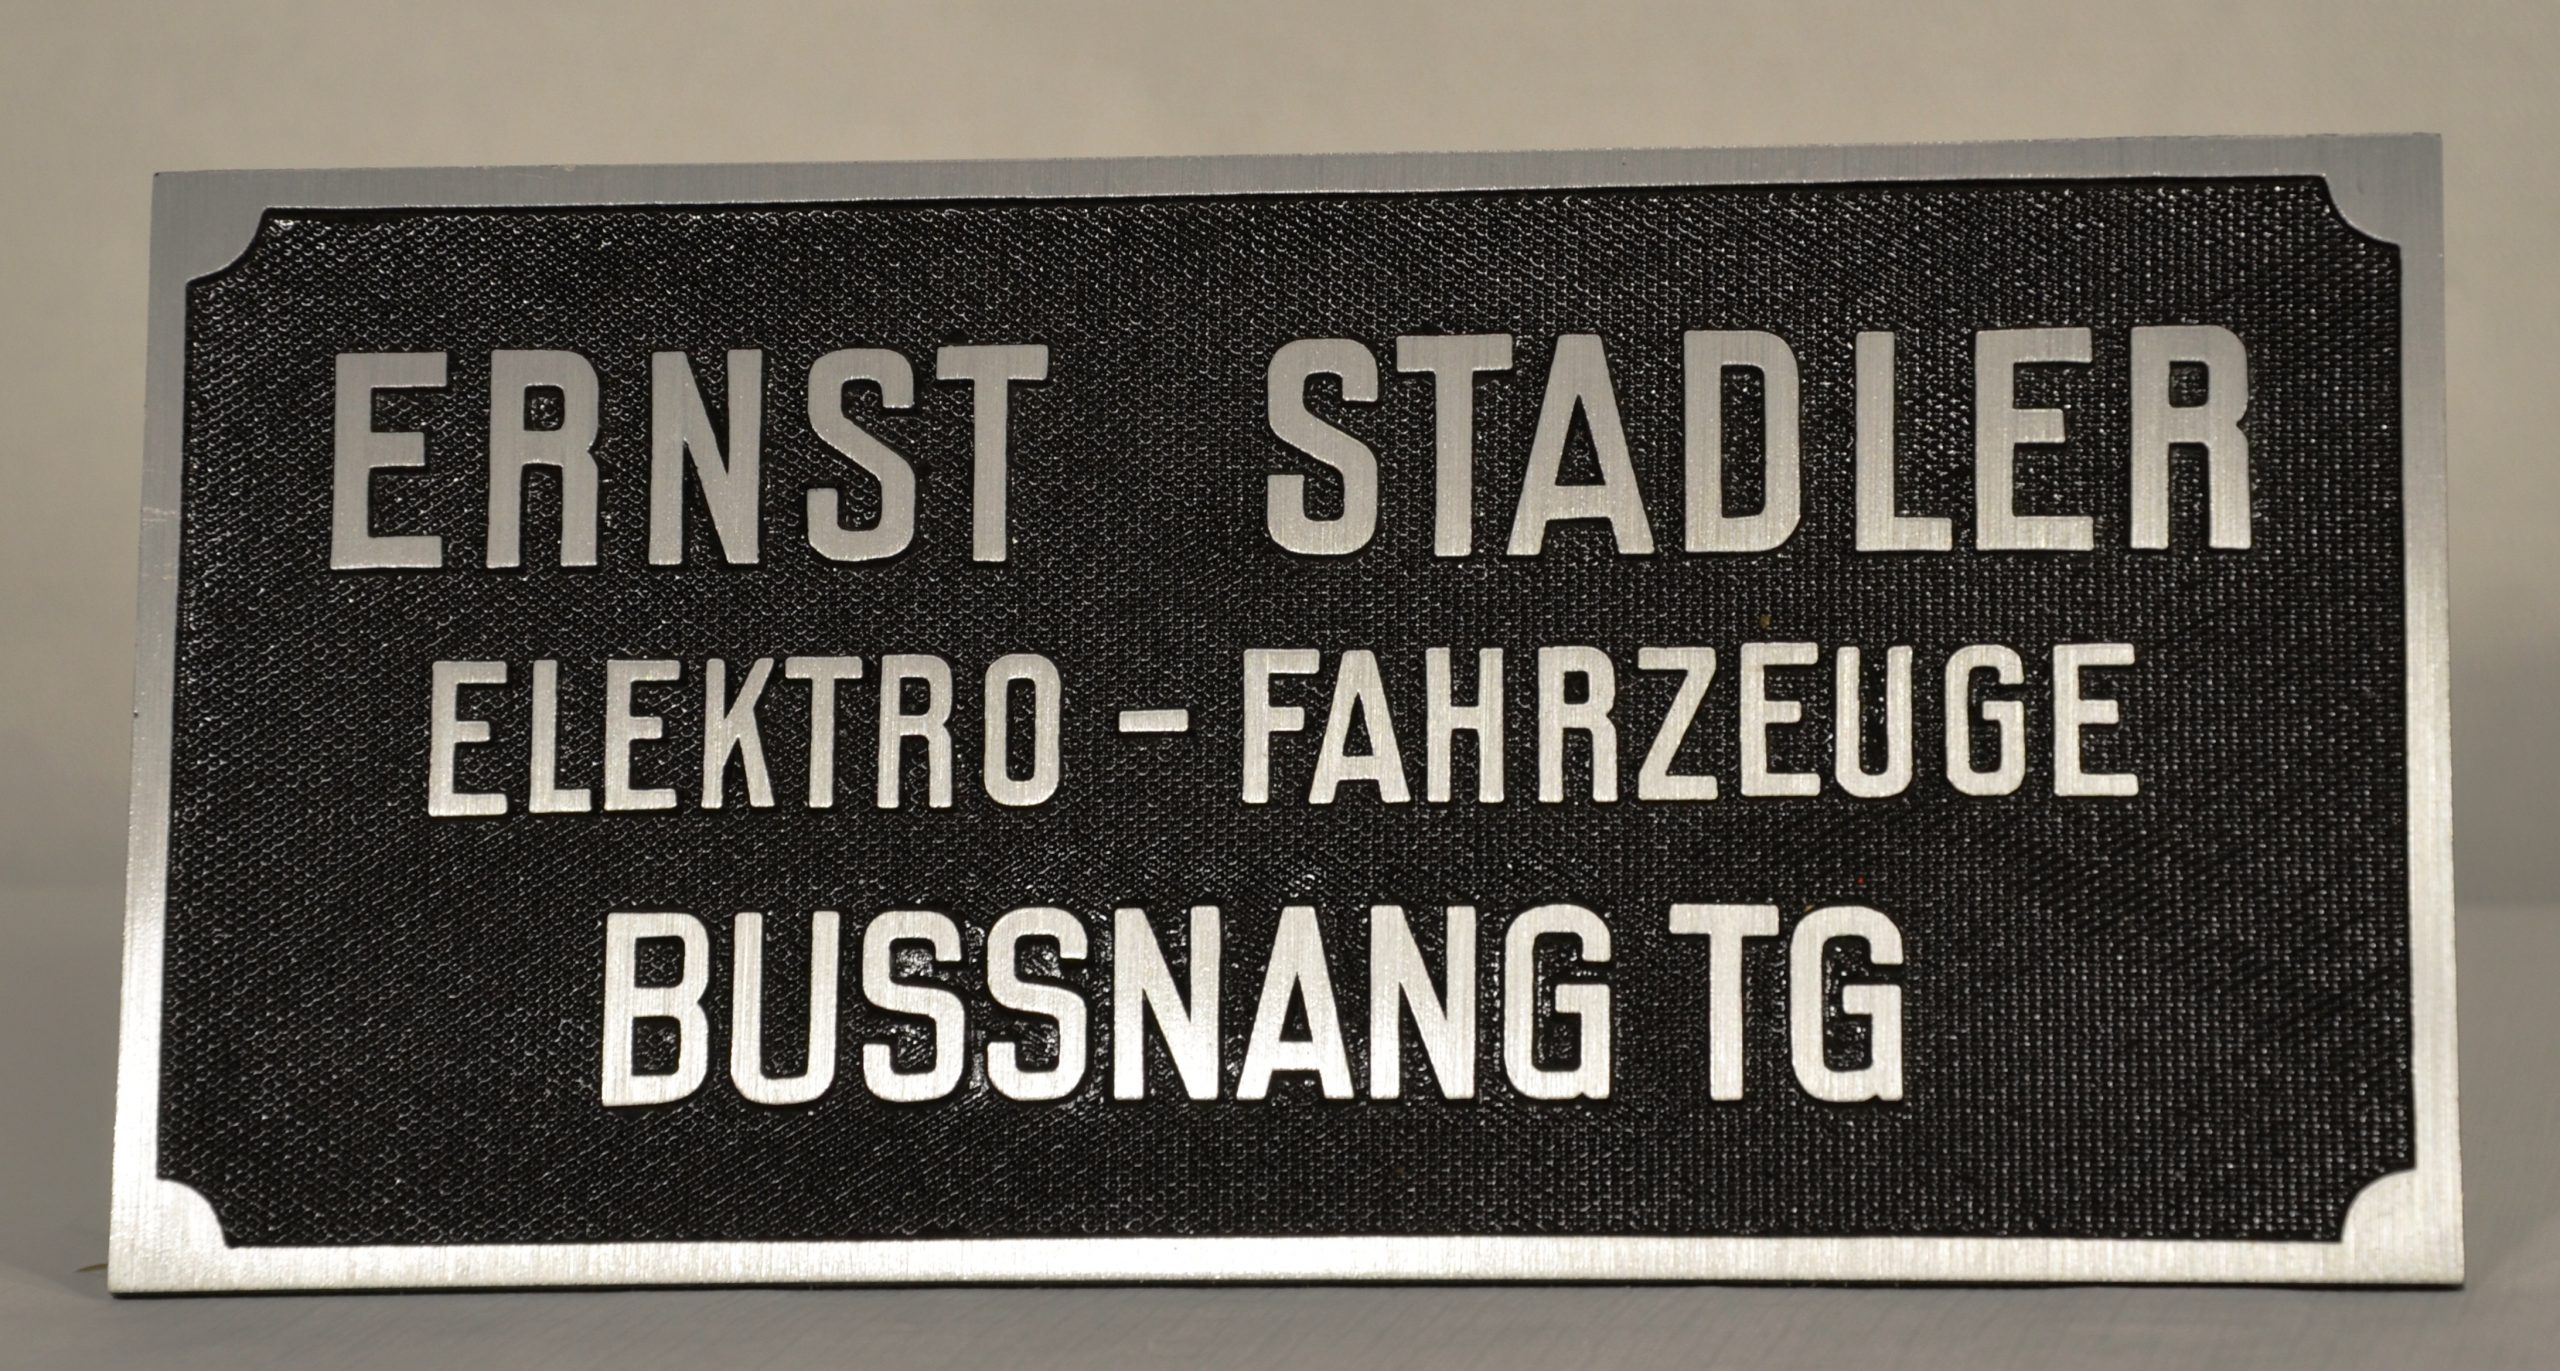 ERNST STADLER
ELEKTRO - FAHRZEUGE
BUSSNANG TG